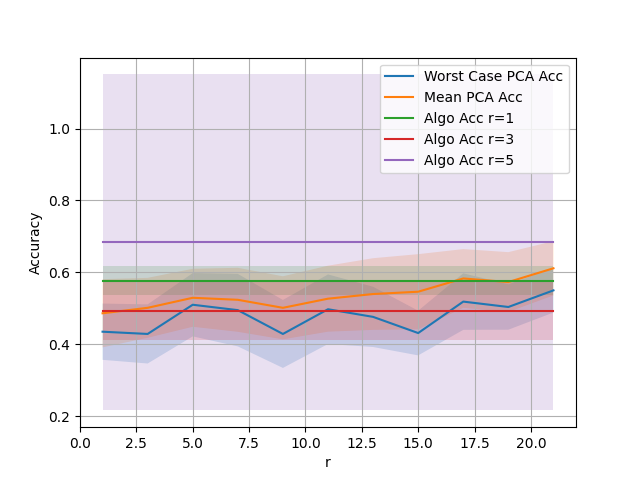 Worst Case PCA Acc
Mean PCA Acc
Algo Acc r=1
Algo Acc r=3
Algo Acc r=5
Accuracy
1.0
0.8
0.6
0.4
0.2
0.0 2.5 5.0 7.5 10.0 12.5 15.0 17.5 20.0
r